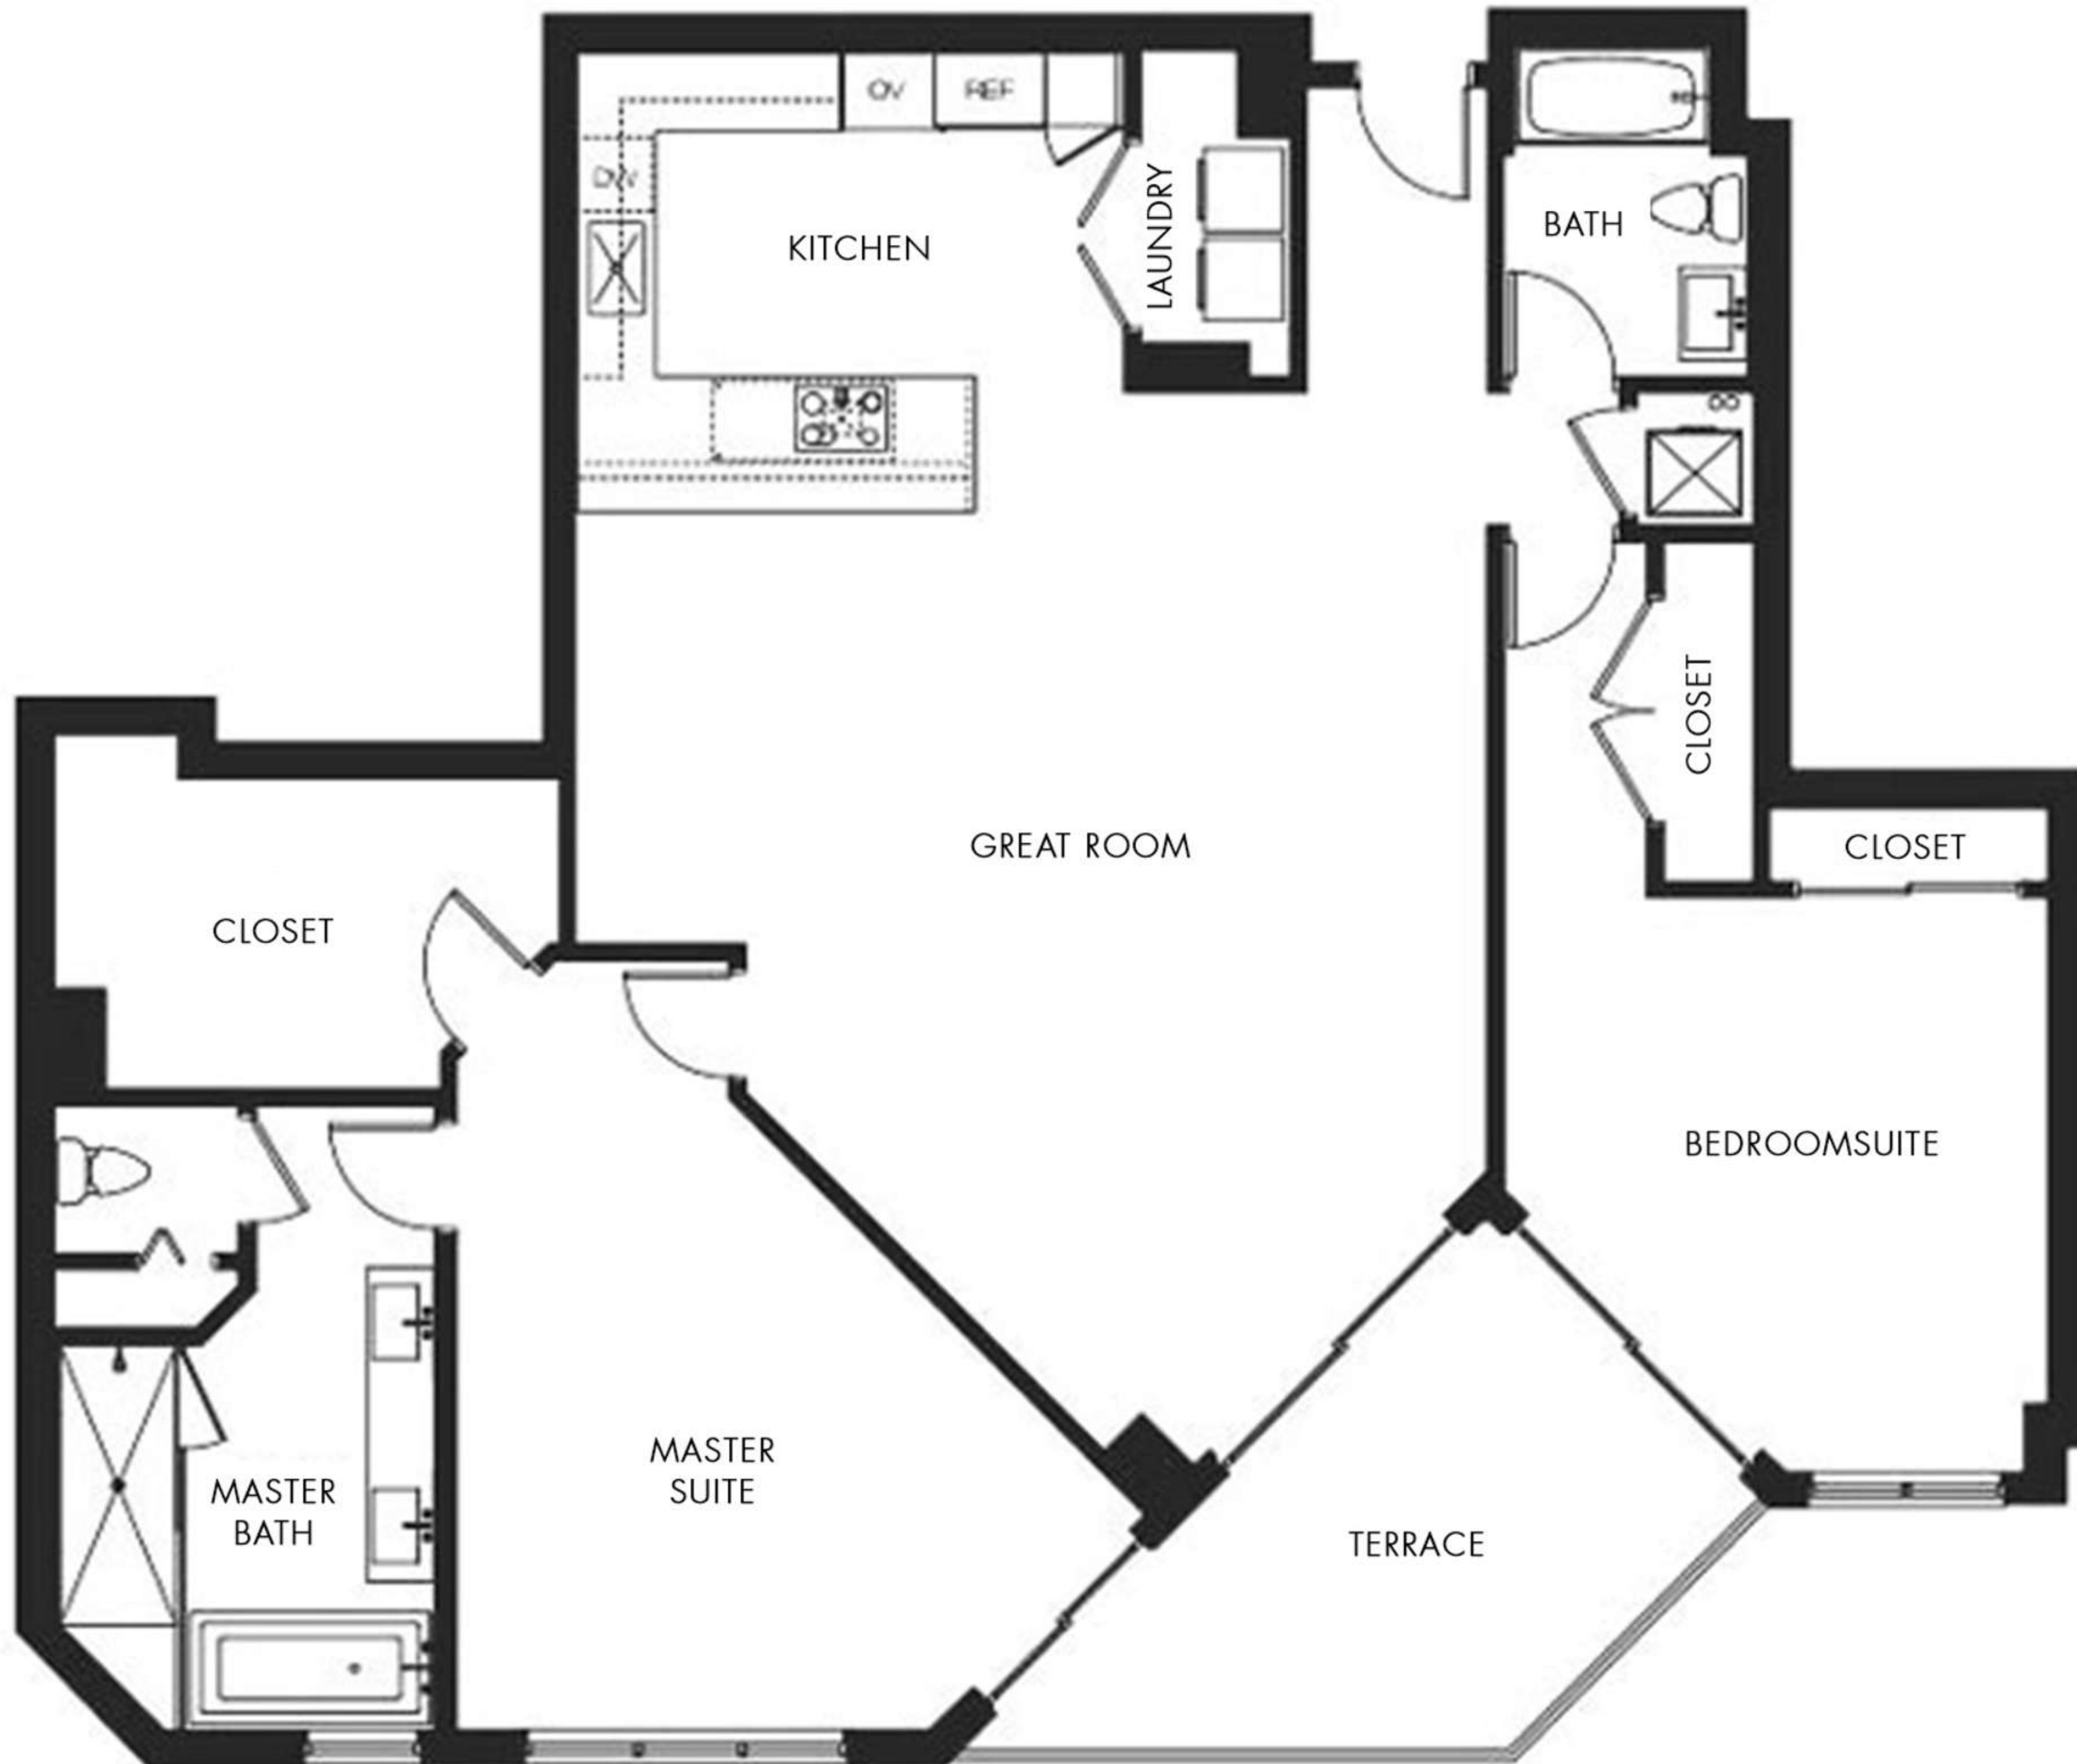 OV
REF
DW
KITCHEN
LAUNDRY
BATH
CLOSET
CLOSET
GREAT ROOM
CLOSET
BEDROOMSUITE
MASTER
SUITE
MASTER
BATH
TERRACE